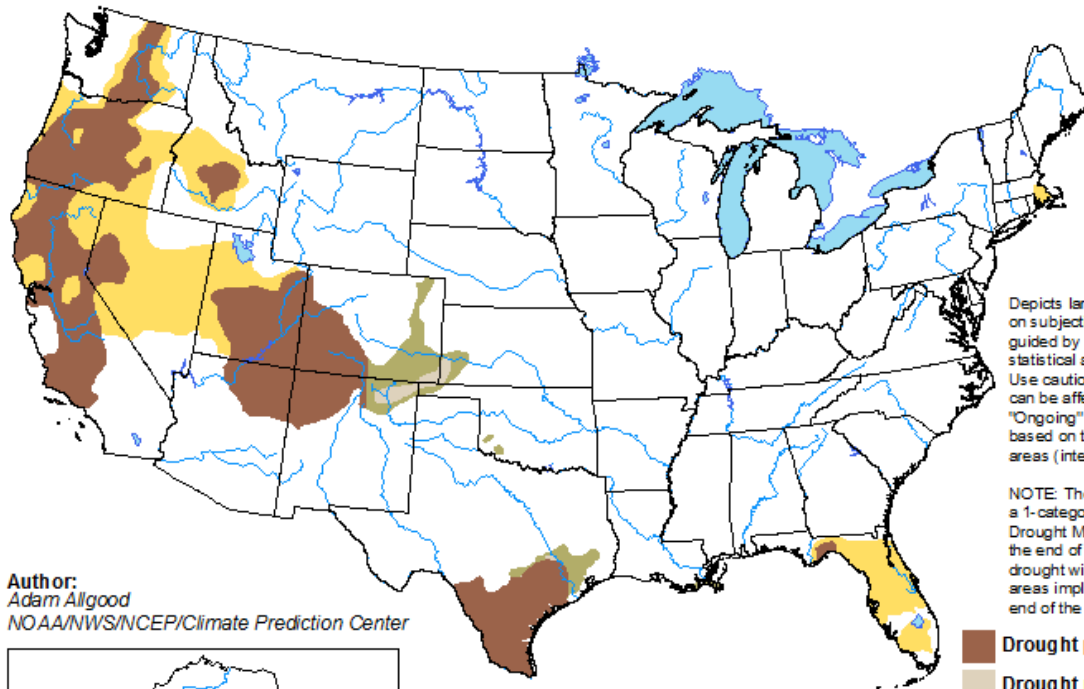 Depicts lar
on subject
guided by
statistical a
Use cautio
can be affe
"Ongoing"
based on t
areas (inte
NOTE: The
a 1-catego
Drought M
the end of
drought wi
areas impl
end of the
Author:
Adam Allgood
NOAA/NWS/NCEP/Climate Prediction Center
Drought p
Drought